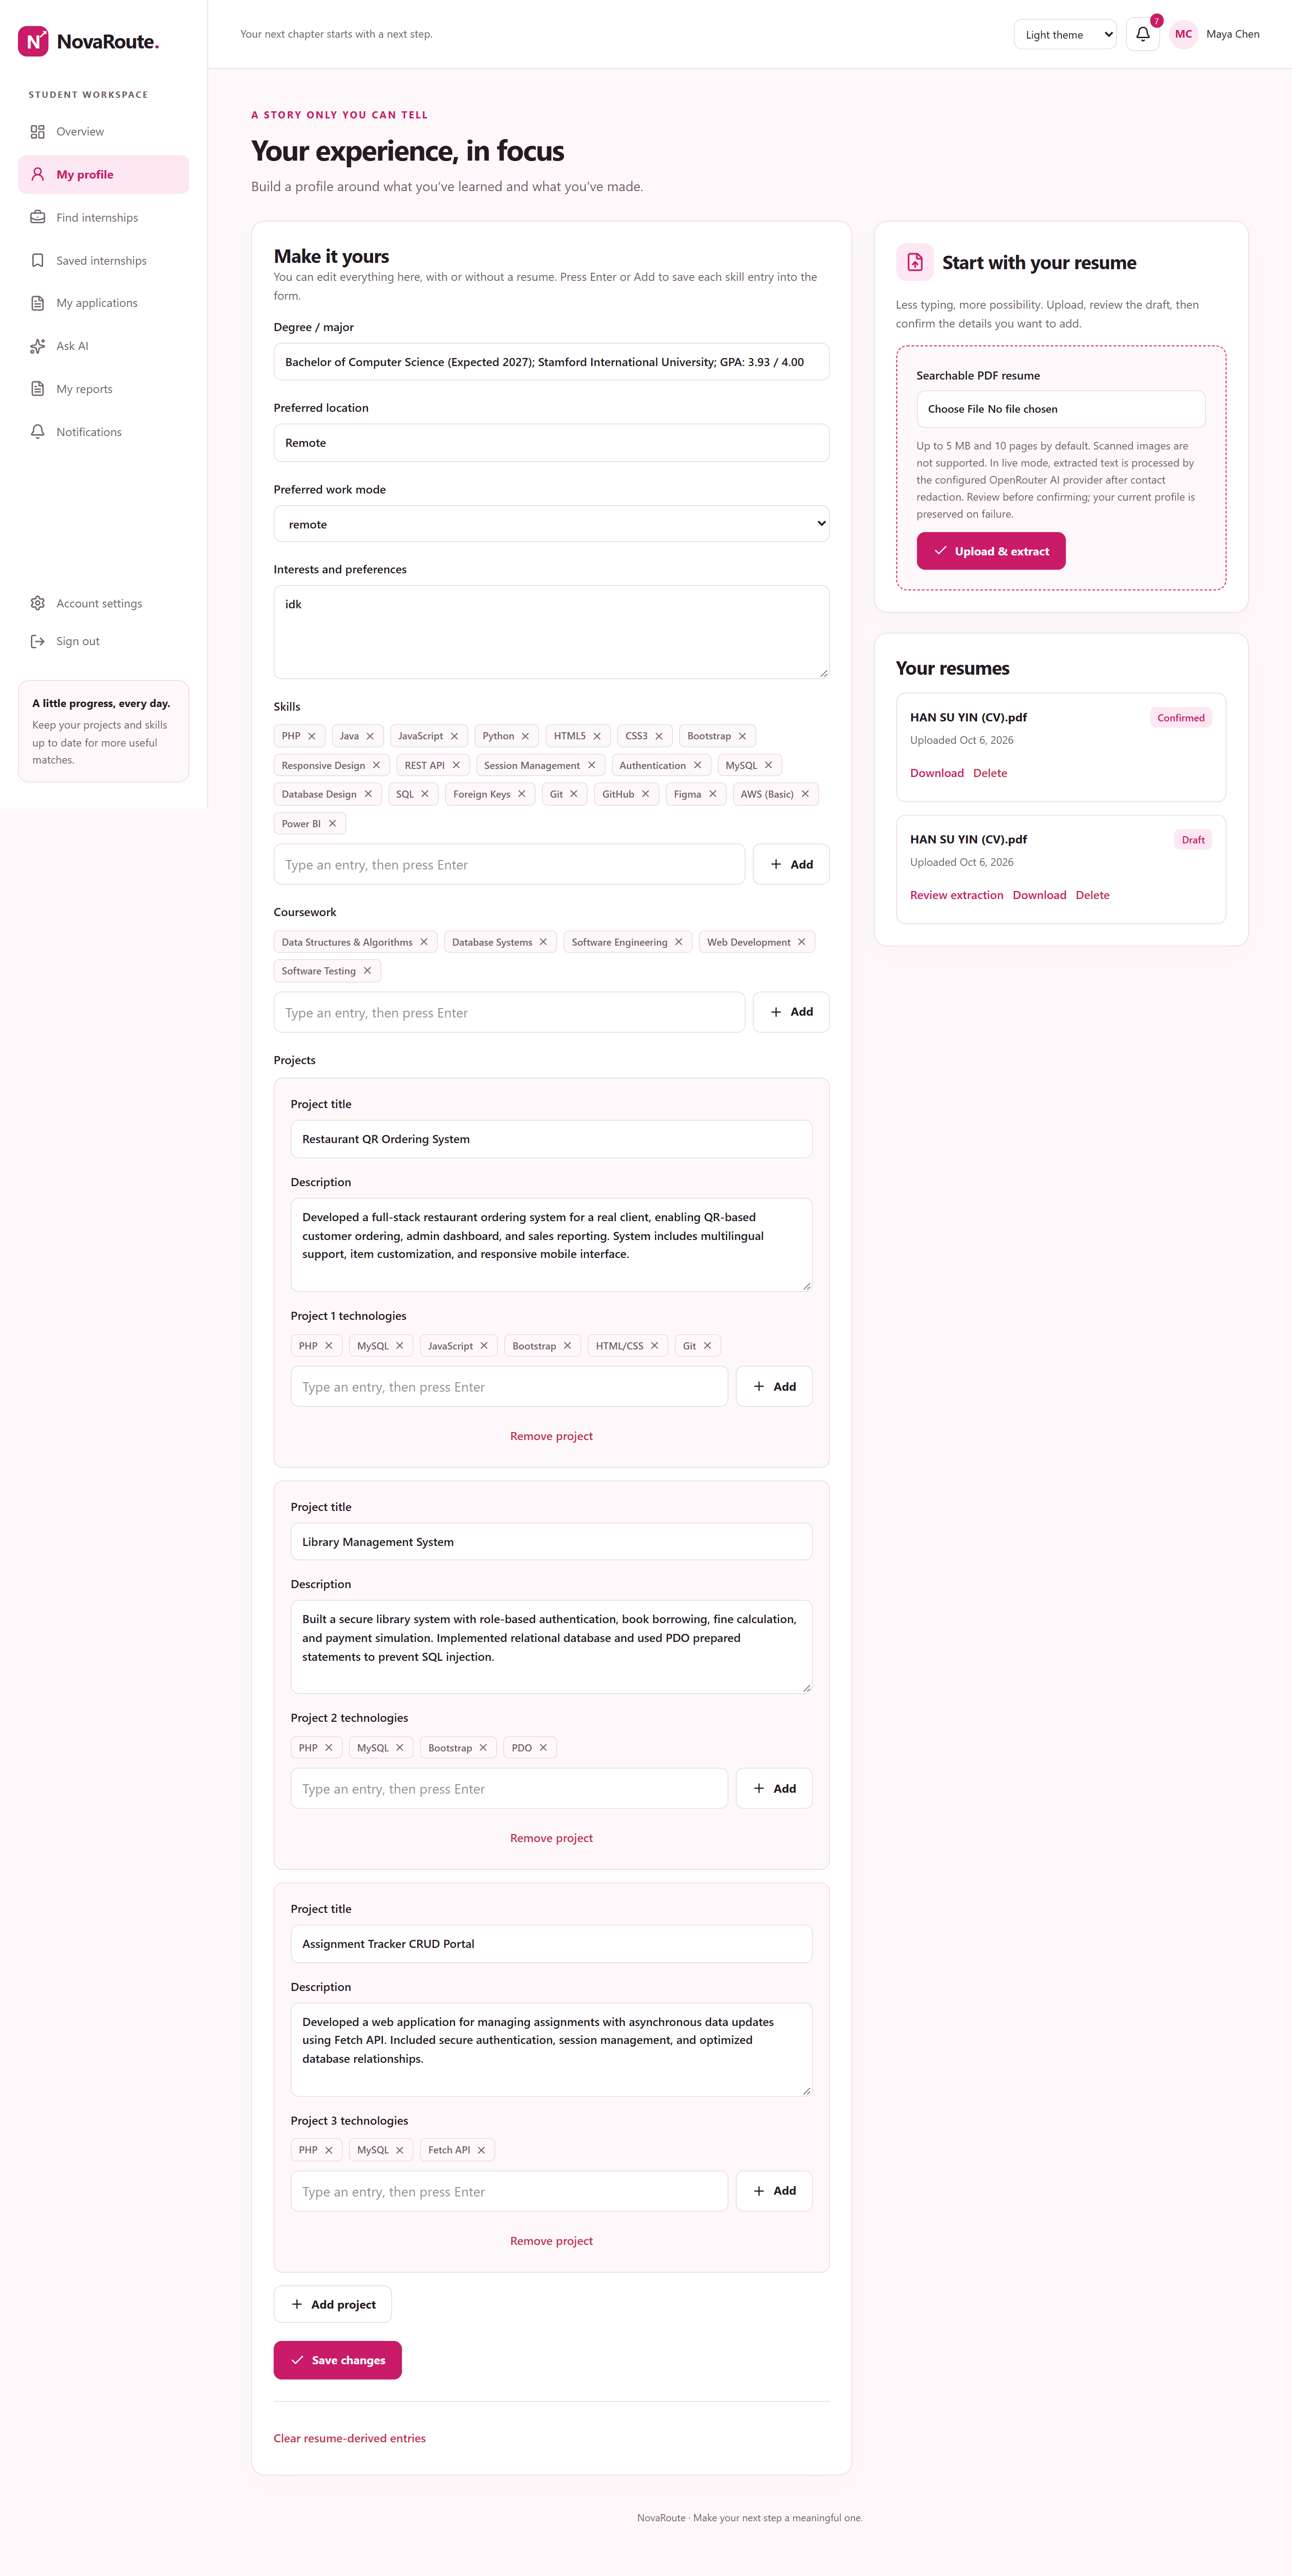 NovaRoute.
STUDENT WORKSPACE
Overview
My profile
Find internships
Saved internships
My applications
Ask AI
My reports
Notifications
Account settings
Sign out
A little progress, every day.
Keep your projects and skills
up to date for more useful
matches.
Your next chapter starts with a next step.
Light theme
7
MC
Maya Chen
A STORY ONLY YOU CAN TELL
Your experience, in focus
Build a profile around what you've learned and what you've made.
Make it yours
You can edit everything here, with or without a resume. Press Enter or Add to save each skill entry into the
form.
Degree / major
Bachelor of Computer Science (Expected 2027); Stamford International University; GPA: 3.93 / 4.00
Preferred location
Remote
Preferred work mode
remote
Interests and preferences
idk
Skills
PHP
Java
JavaScript
Python
HTML5
CSS3
Bootstrap
Responsive Design
REST API
Session Management
Authentication
MySQL
Database Design
SQL
Foreign Keys
Git
GitHub
Figma
AWS (Basic)
Power BI
Type an entry, then press Enter
Add
Coursework
Data Structures & Algorithms
Database Systems
Software Engineering
Web Development
Software Testing
Type an entry, then press Enter
Add
Projects
Project title
Restaurant QR Ordering System
Description
Developed a full-stack restaurant ordering system for a real client, enabling QR-based
customer ordering, admin dashboard, and sales reporting. System includes multilingual
support, item customization, and responsive mobile interface.
Project 1 technologies
PHP
MySQL
JavaScript
Bootstrap
HTML/CSS
Git
Type an entry, then press Enter
Add
Remove project
Project title
Library Management System
Description
Built a secure library system with role-based authentication, book borrowing, fine calculation,
and payment simulation. Implemented relational database and used PDO prepared
statements to prevent SQL injection.
Project 2 technologies
PHP
MySQL
Bootstrap
PDO
Type an entry, then press Enter
Add
Remove project
Project title
Assignment Tracker CRUD Portal
Description
Developed a web application for managing assignments with asynchronous data updates
using Fetch API. Included secure authentication, session management, and optimized
database relationships.
Project 3 technologies
PHP
MySQL
Fetch API
Type an entry, then press Enter
Add
Remove project
Add project
Save changes
Clear resume-derived entries
Start with your resume
Less typing, more possibility. Upload, review the draft, then
confirm the details you want to add.
Searchable PDF resume
Choose File No file chosen
Up to 5 MB and 10 pages by default. Scanned images are
not supported. In live mode, extracted text is processed by
the configured OpenRouter AI provider after contact
redaction. Review before confirming; your current profile is
preserved on failure.
Upload & extract
Your resumes
HAN SU YIN (CV).pdf
Confirmed
Uploaded Oct 6, 2026
Download
Delete
HAN SU YIN (CV).pdf
Draft
Uploaded Oct 6, 2026
Review extraction
Download
Delete
NovaRoute · Make your next step a meaningful one.